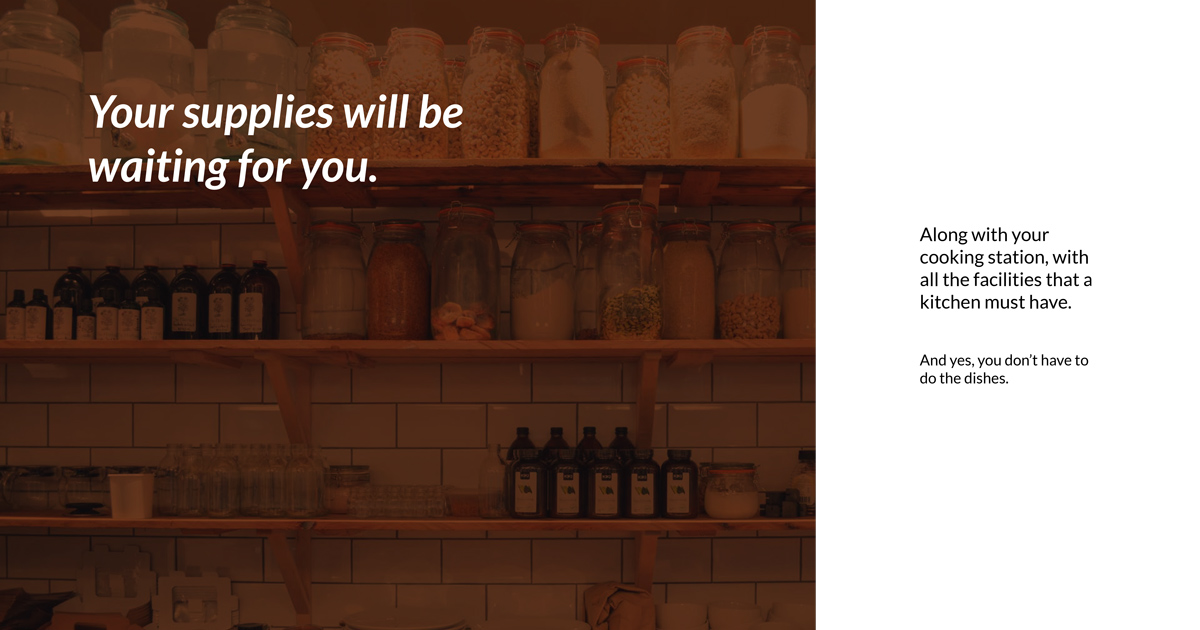 Your supplies will be
waiting for you.
Along with your
cooking station, with
all the facilities that a
kitchen must have.
And yes, you don’t have to
do the dishes.